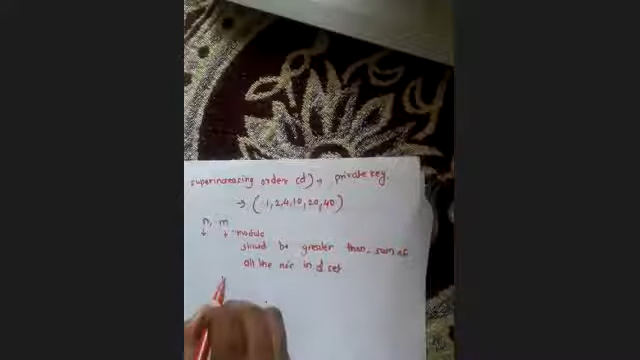 superincreasing order (d) → private key.
→ (1,2,4,10,20,40)
n, m
↓ ↓ modulo
should be greater than sum of
all the no's in d set